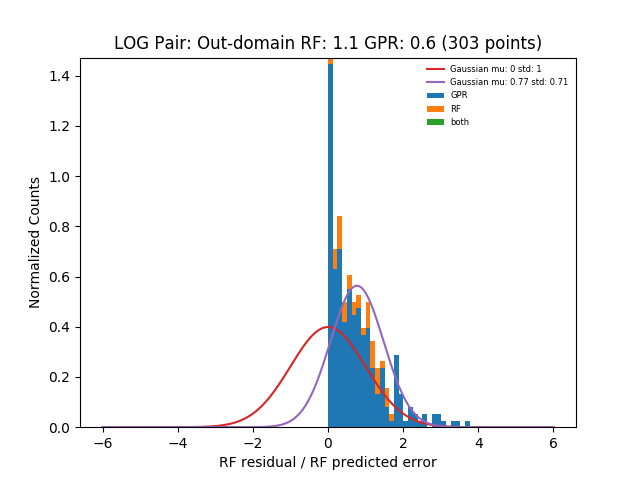 LOG Pair: Out-domain RF: 1.1 GPR: 0.6 (303 points)
Gaussian mu: 0 std: 1
Gaussian mu: 0.77 std: 0.71
GPR
RF
both
Normalized Counts
1.4
1.2
1.0
0.8
0.6
0.4
0.2
0.0
−6 −4 −2 0 2 4 6
RF residual / RF predicted error